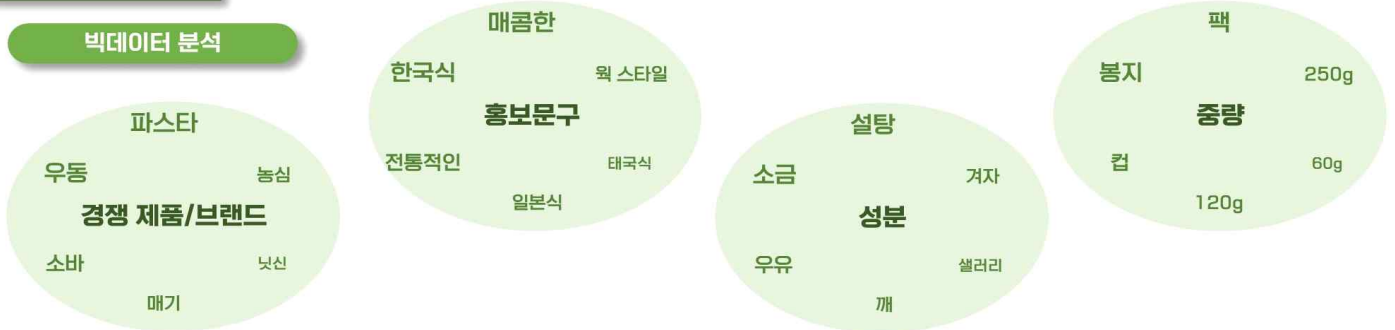 빅데이터 분석
파스타
우동
농심
경쟁 제품/브랜드
소바
닛신
매기
매콤한
한국식
웍 스타일
홍보문구
전통적인
태국식
일본식
설탕
소금
겨자
성분
우유
샐러리
깨
팩
봉지
250g
중량
컵
60g
120g